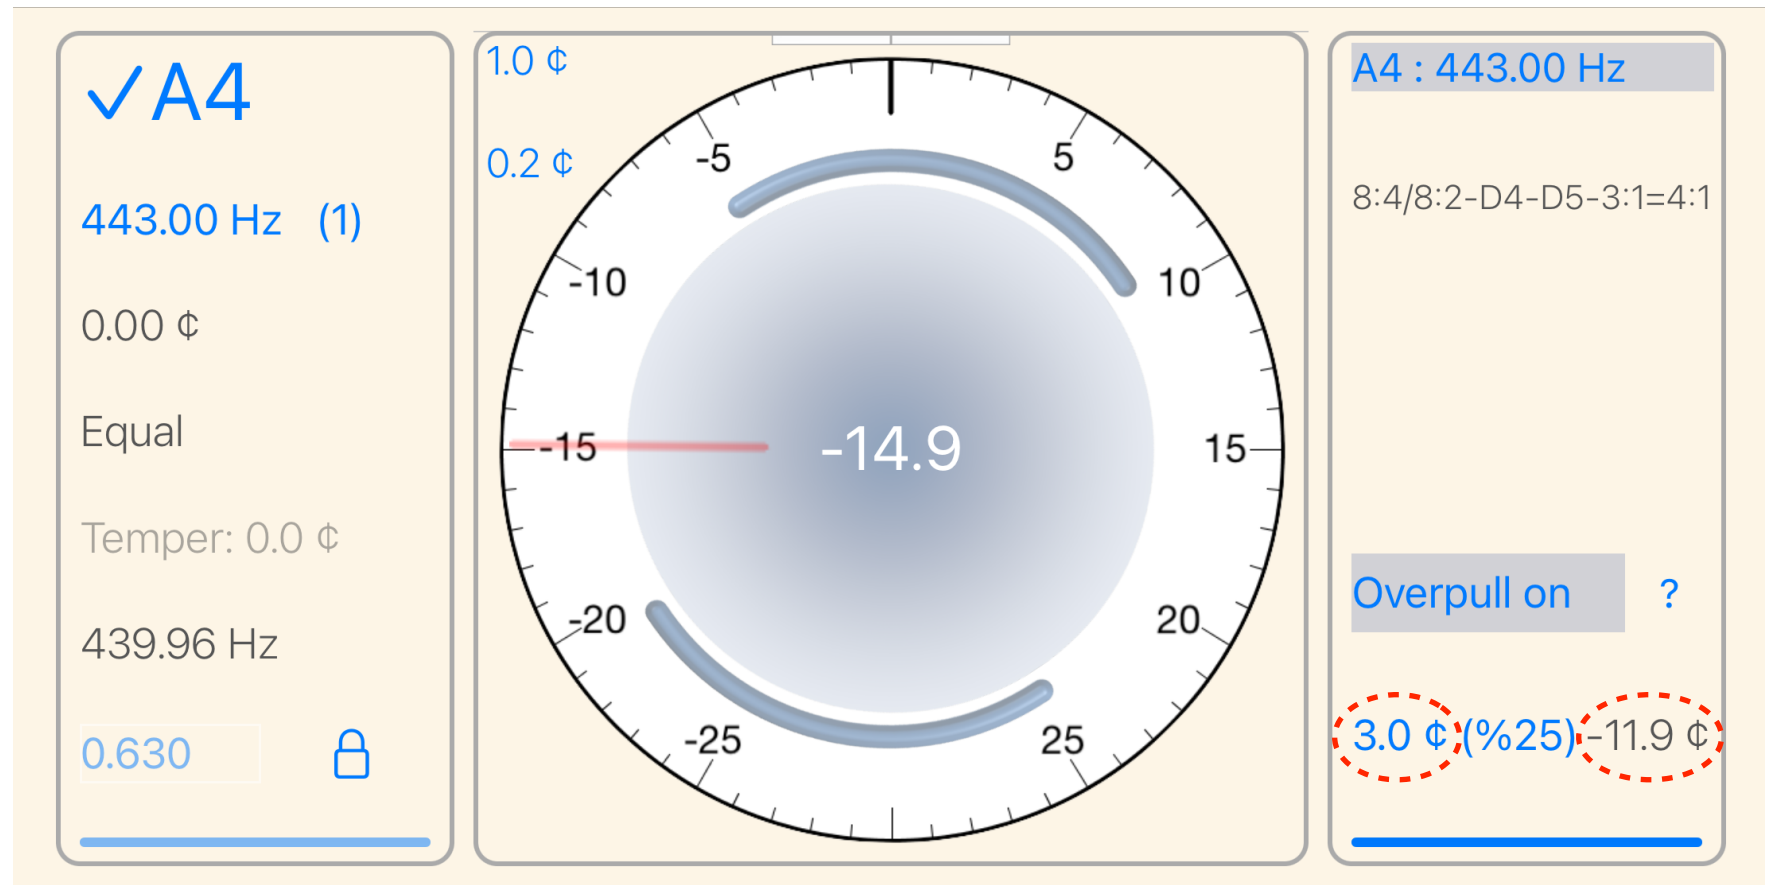 ✓A4
443.00 Hz (1)
0.00 ¢
Equal
Temper: 0.0 ¢
439.96 Hz
0.630
1.0 ¢
0.2 ¢
-5 5
-10 10
-15 -14.9 15
-20 20
-25 25
A4 : 443.00 Hz
8:4/8:2-D4-D5-3:1=4:1
Overpull on ?
3.0 ¢ (%25) -11.9 ¢